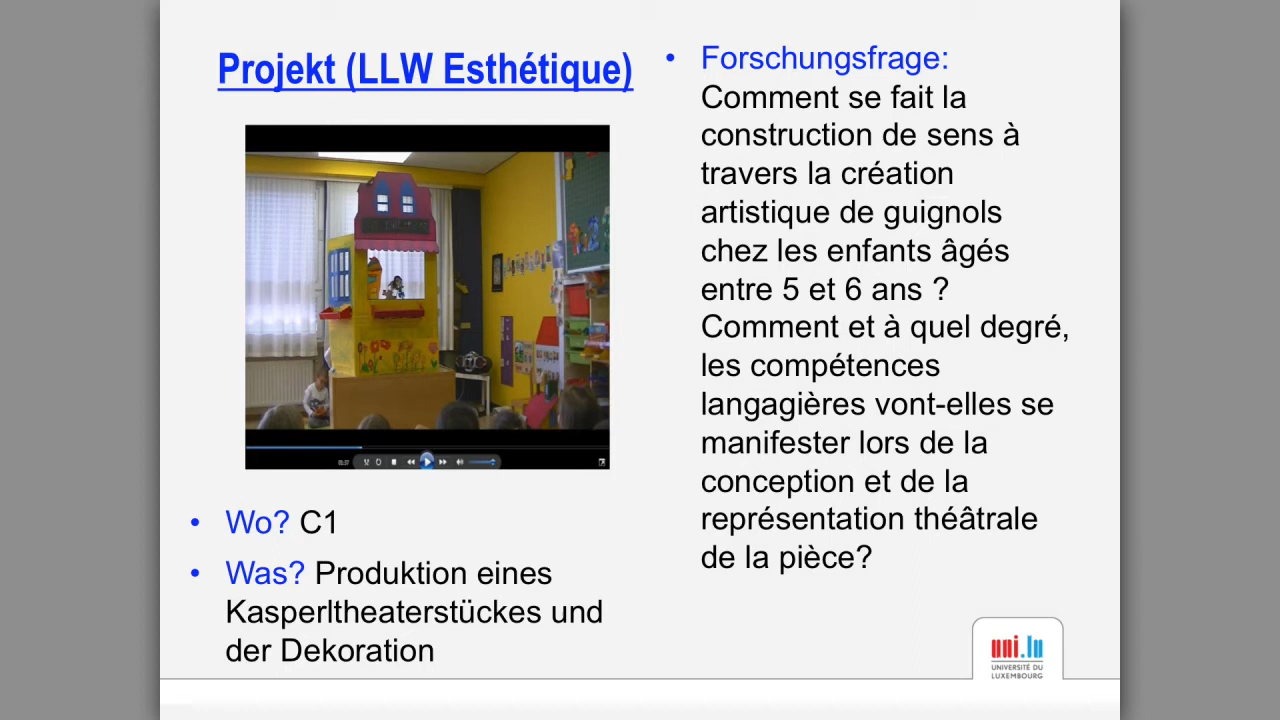 Projekt (LLW Esthétique)
• Wo? C1
• Was? Produktion eines
Kasperltheaterstückes und
der Dekoration
• Forschungsfrage:
Comment se fait la
construction de sens à
travers la création
artistique de guignols
chez les enfants âgés
entre 5 et 6 ans ?
Comment et à quel degré,
les compétences
langagières vont-elles se
manifester lors de la
conception et de la
représentation théâtrale
de la pièce?
uni.lu
UNIVERSITÉ DU
LUXEMBOURG